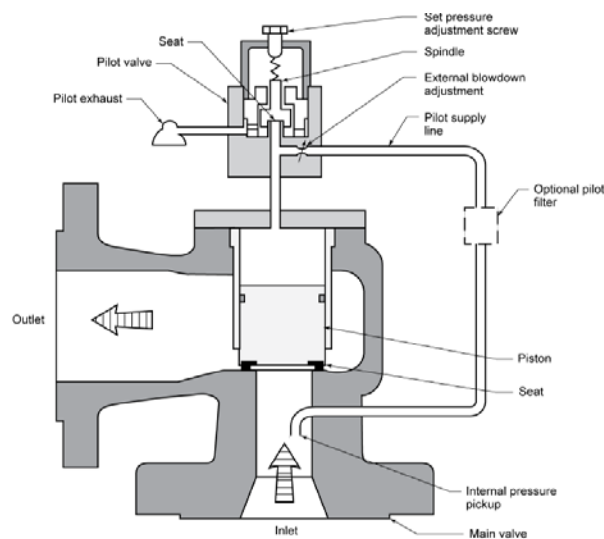 Set pressure
adjustment screw
Seat
Spindle
Pilot valve
External blowdown
adjustment
Pilot exhaust
Pilot supply
line
Optional pilot
filter
Outlet
Piston
Seat
Internal pressure
pickup
Inlet
Main valve